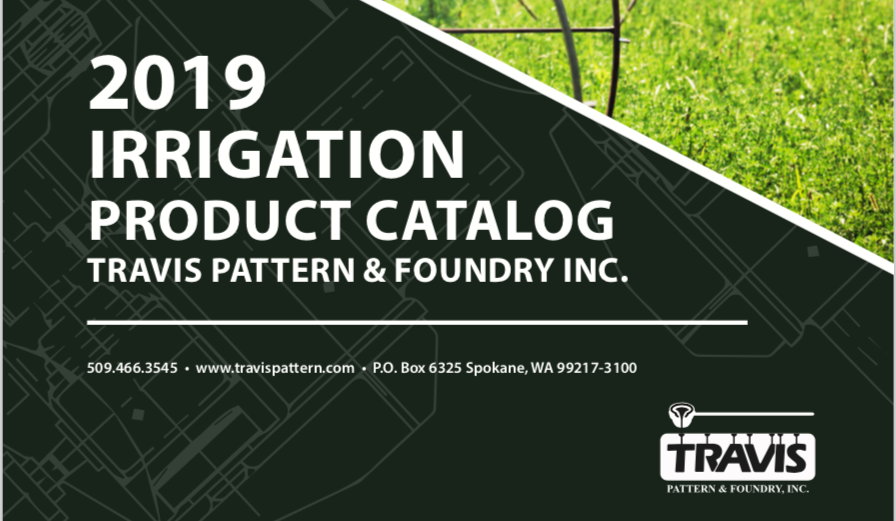 2019
IRRIGATION
PRODUCT CATALOG
TRAVIS PATTERN & FOUNDRY INC.
509.466.3545 • www.travispattern.com • P.O. Box 6325 Spokane, WA 99217-3100
TRAVIS
PATTERN & FOUNDRY, INC.